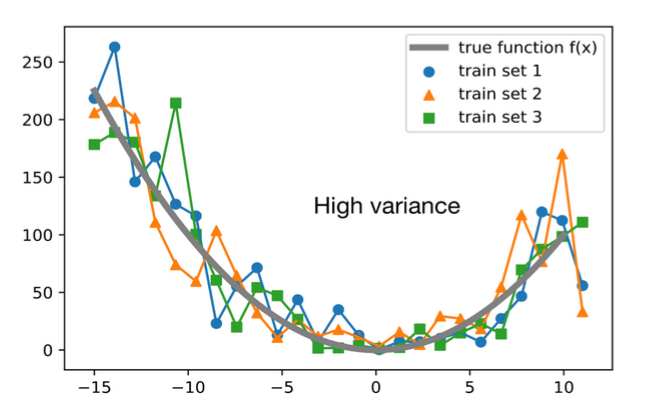 true function f(x)
train set 1
train set 2
train set 3
High variance
250
200
150
100
50
0
−15 −10 −5 0 5 10